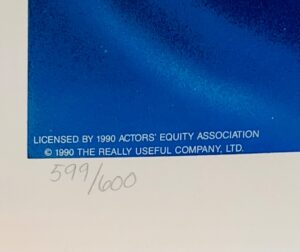 LICENSED BY 1990 ACTORS' EQUITY ASSOCIATION
© 1990 THE REALLY USEFUL COMPANY, LTD.
599/600